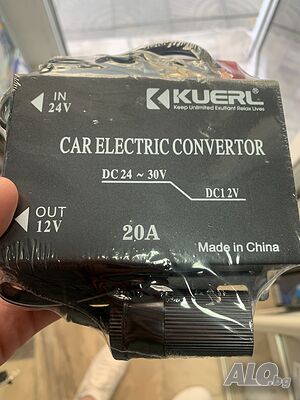 IN
24V
KUERL®
Keep Unlimited Exultant Relax Lives
CAR ELECTRIC CONVERTOR
DC 24 ~ 30V
DC12V
OUT
12V
20A
Made in China
ALO.bg